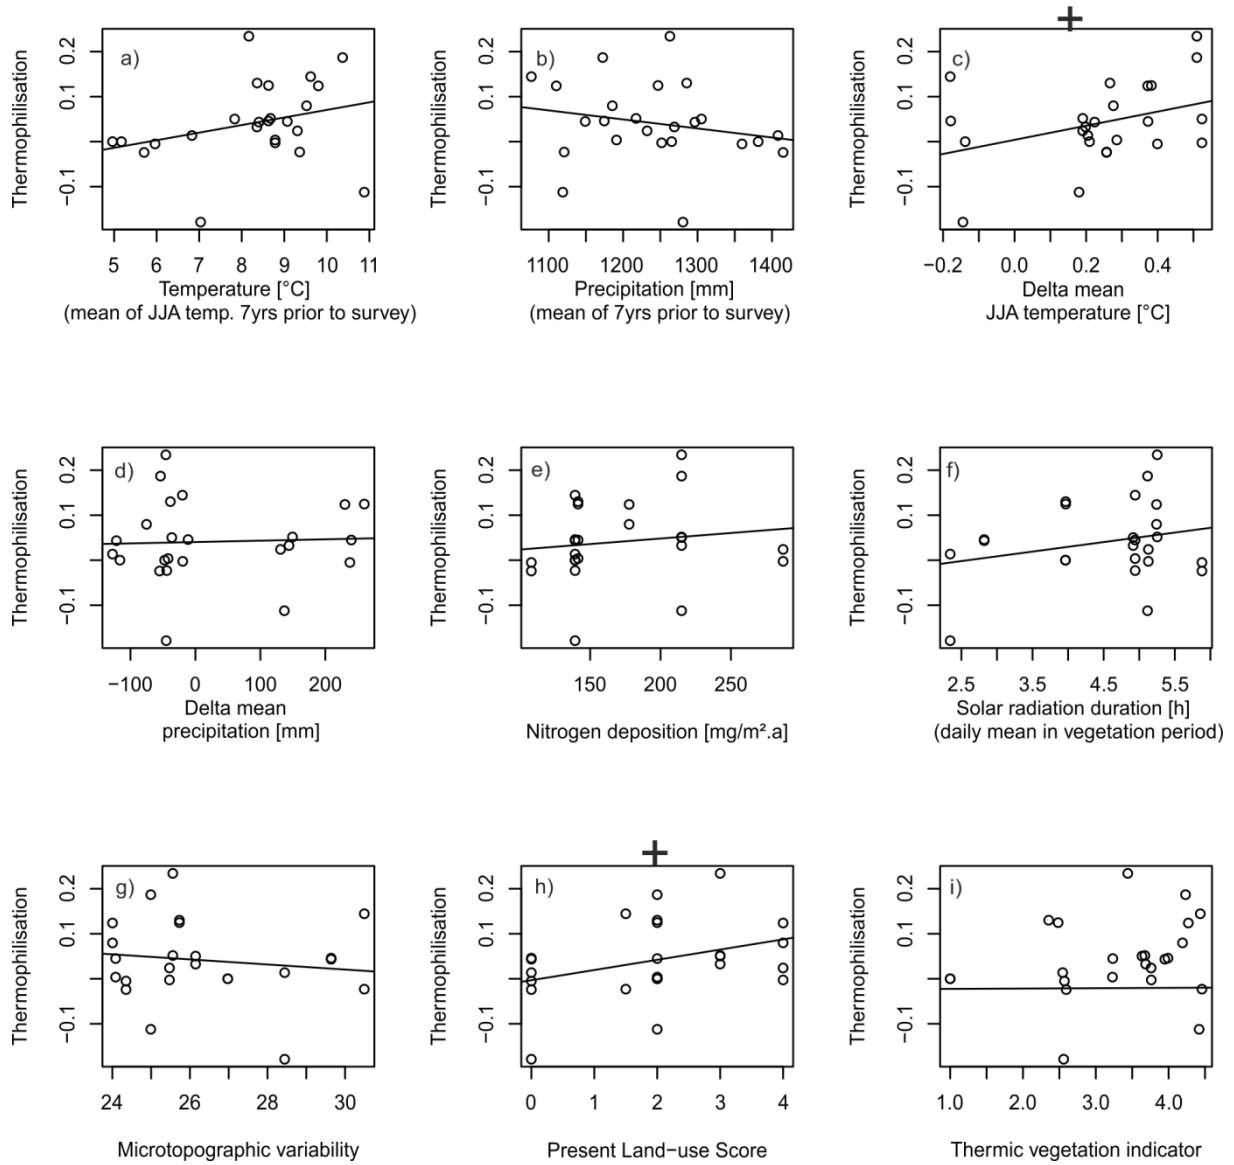 a)
Thermophilisation
0.2
0.1
−0.1
5 6 7 8 9 10 11
Temperature [°C]
(mean of JJA temp. 7yrs prior to survey)
b)
Thermophilisation
0.2
0.1
−0.1
1100 1200 1300 1400
Precipitation [mm]
(mean of 7yrs prior to survey)
+
c)
Thermophilisation
0.2
0.1
−0.1
−0.2 0.0 0.2 0.4
Delta mean
JJA temperature [°C]
d)
Thermophilisation
0.2
0.1
−0.1
−100 0 100 200
Delta mean
precipitation [mm]
e)
Thermophilisation
0.2
0.1
−0.1
150 200 250
Nitrogen deposition [mg/m².a]
f)
Thermophilisation
0.2
0.1
−0.1
2.5 3.5 4.5 5.5
Solar radiation duration [h]
(daily mean in vegetation period)
g)
Thermophilisation
0.2
0.1
−0.1
24 26 28 30
Microtopographic variability
+
h)
Thermophilisation
0.2
0.1
−0.1
0 1 2 3 4
Present Land−use Score
i)
Thermophilisation
0.2
0.1
−0.1
1.0 2.0 3.0 4.0
Thermic vegetation indicator